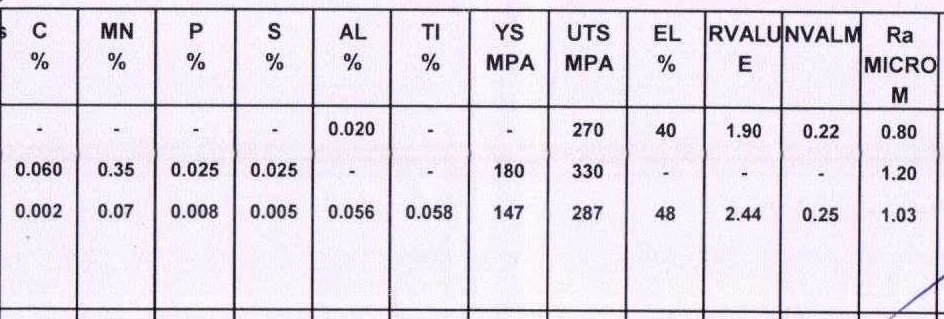 s C MN P S AL TI YS UTS EL RVALU NVALM Ra
% % % % % % MPA MPA % E MICRO
M
- - - - 0.020 - - 270 40 1.90 0.22 0.80
0.060 0.35 0.025 0.025 - - 180 330 - - - 1.20
0.002 0.07 0.008 0.005 0.056 0.058 147 287 48 2.44 0.25 1.03